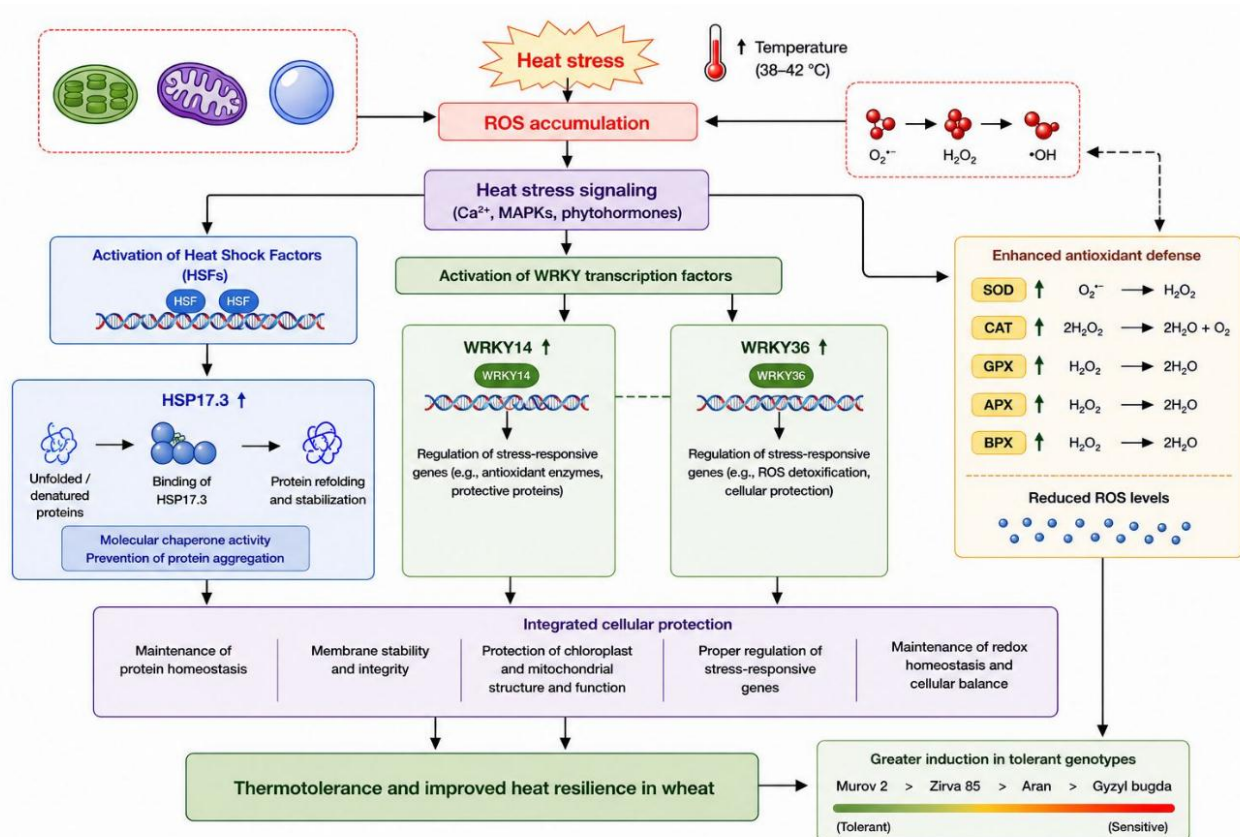 Heat stress
↑ Temperature
(38–42 °C)
ROS accumulation
O₂•⁻
H₂O₂
•OH
Heat stress signaling
(Ca²⁺, MAPKs, phytohormones)
Activation of Heat Shock Factors
(HSFs)
HSF
HSF
HSP17.3 ↑
Unfolded /
denatured
proteins
Binding of
HSP17.3
Protein refolding
and stabilization
Molecular chaperone activity
Prevention of protein aggregation
Activation of WRKY transcription factors
WRKY14 ↑
WRKY14
Regulation of stress-responsive
genes (e.g., antioxidant enzymes,
protective proteins)
WRKY36 ↑
WRKY36
Regulation of stress-responsive
genes (e.g., ROS detoxification,
cellular protection)
Enhanced antioxidant defense
SOD ↑ O₂•⁻ → H₂O₂
CAT ↑ 2H₂O₂ → 2H₂O + O₂
GPX ↑ H₂O₂ → 2H₂O
APX ↑ H₂O₂ → 2H₂O
BPX ↑ H₂O₂ → 2H₂O
Reduced ROS levels
Integrated cellular protection
Maintenance of
protein homeostasis
Membrane stability
and integrity
Protection of chloroplast
and mitochondrial
structure and function
Proper regulation of
stress-responsive
genes
Maintenance of redox
homeostasis and
cellular balance
Thermotolerance and improved heat resilience in wheat
Greater induction in tolerant genotypes
Murov 2 > Zirva 85 > Aran > Gyzyl bugda
(Tolerant) (Sensitive)